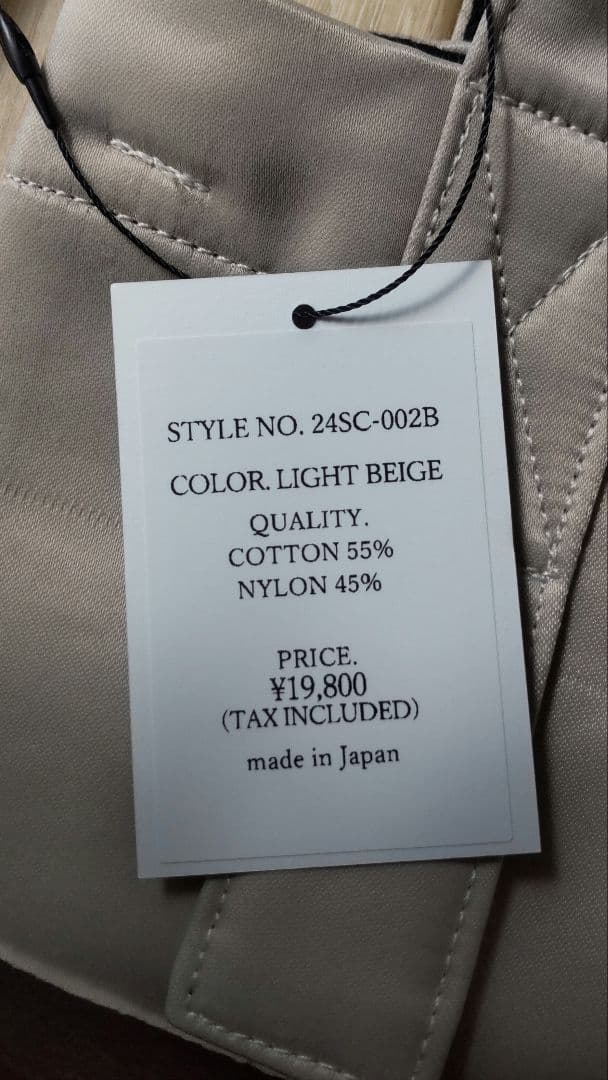 STYLE NO. 24SC-002B
COLOR. LIGHT BEIGE
QUALITY.
COTTON 55%
NYLON 45%
PRICE.
¥19,800
(TAX INCLUDED)
made in Japan